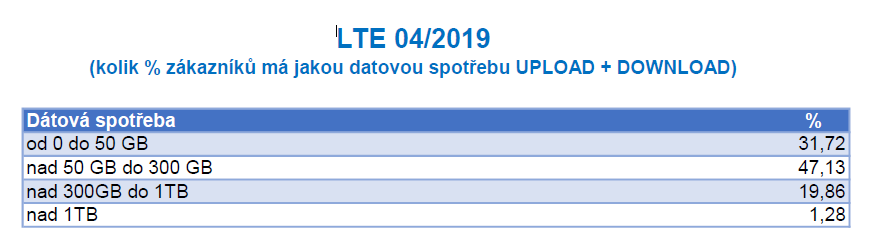 LTE 04/2019
(kolik % zákazníků má jakou datovou spotřebu UPLOAD + DOWNLOAD)
Dátová spotřeba %
od 0 do 50 GB 31,72
nad 50 GB do 300 GB 47,13
nad 300GB do 1TB 19,86
nad 1TB 1,28